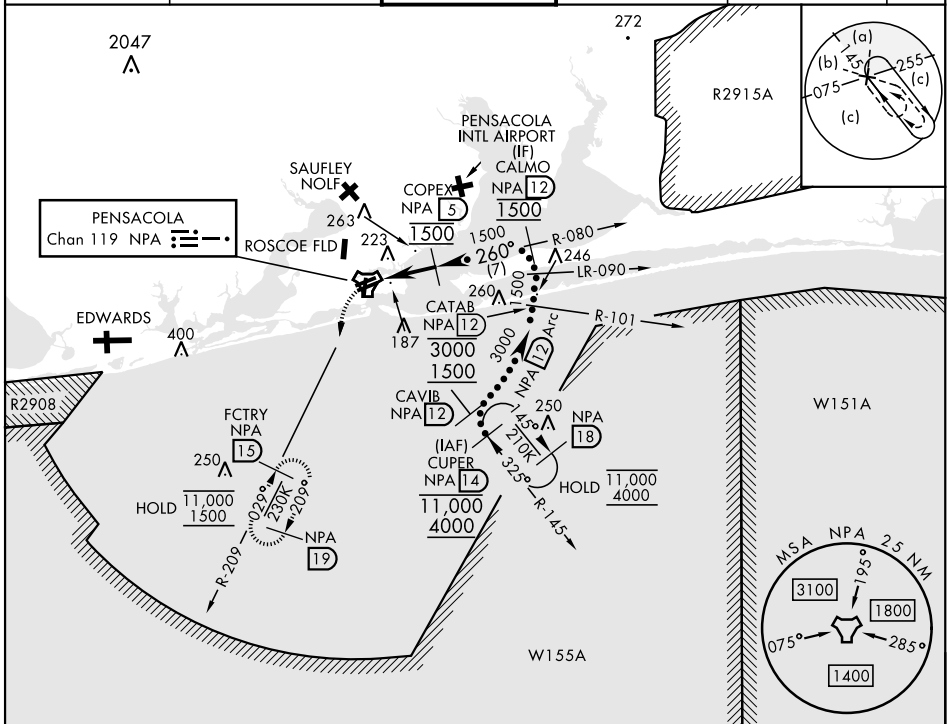 2047
272
R2915A
(a)
145
(b)
255
(c)
075
(c)
PENSACOLA
INTL AIRPORT
(IF)
CALMO
NPA 12
1500
SAUFLEY
NOLF
COPEX
NPA 5
1500
PENSACOLA
Chan 119 NPA
263
ROSCOE FLD
223
1500
260°
(7)
R-080
246
LR-090
1500
260
CATAB
NPA 12
3000
1500
R-101
EDWARDS
400
187
3000
NPA 12 Arc
R2908
CAVIB
NPA 12
W151A
FCTRY
NPA
15
250
HOLD 11,000
1500
029°
230K
209°
NPA
19
R-209
(IAF)
CUPER
NPA 14
11,000
4000
145°
210K
325°
250
NPA
18
HOLD 11,000
4000
R-145
W155A
MSA NPA 25 NM
195°
3100
1800
075°
285°
1400